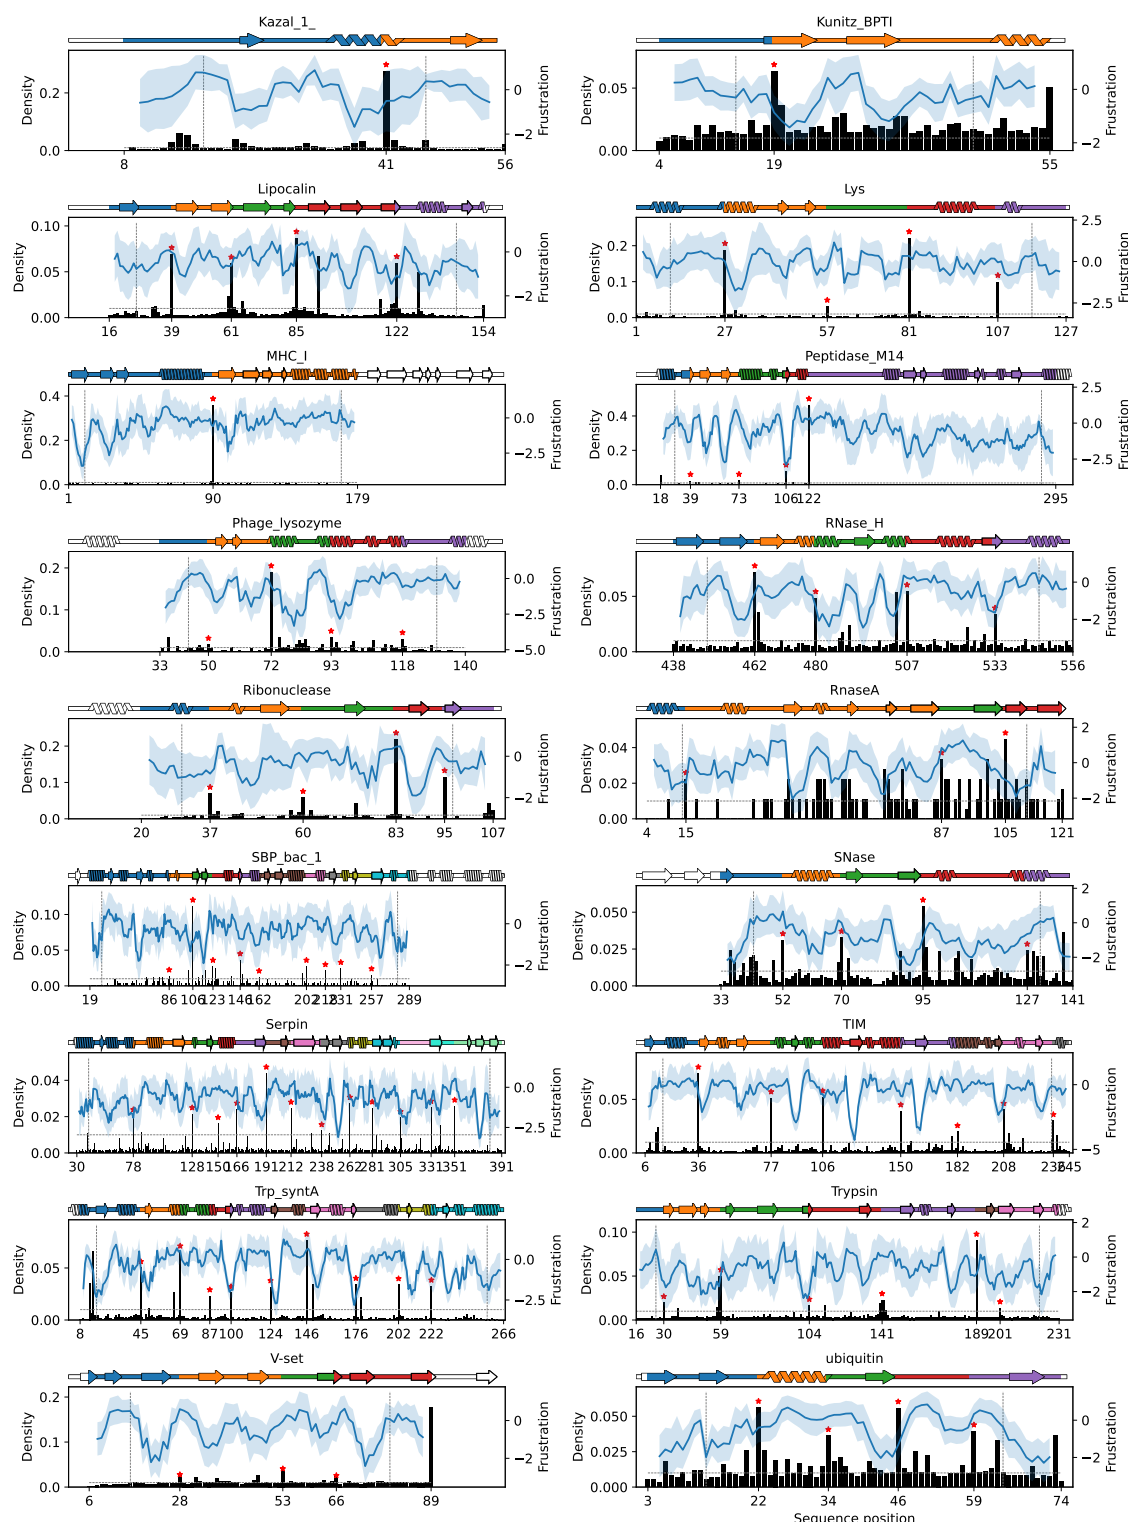 Kazal_1_
Density
0.2
0.0
0
−2
Frustration
8 41 56
Kunitz_BPTI
Density
0.05
0.00
0
−2
Frustration
4 19 55
Lipocalin
Density
0.10
0.05
0.00
0
−2
Frustration
16 39 61 85 122 154
Lys
Density
0.2
0.1
0.0
2.5
0.0
−2.5
Frustration
1 27 57 81 107 127
MHC_I
Density
0.4
0.2
0.0
0.0
−2.5
Frustration
1 90 179
Peptidase_M14
Density
0.4
0.2
0.0
2.5
0.0
−2.5
Frustration
18 39 73 106 122 295
Phage_lysozyme
Density
0.2
0.1
0.0
0.0
−2.5
−5.0
Frustration
33 50 72 93 118 140
RNase_H
Density
0.05
0.00
0
−2
Frustration
438 462 480 507 533 556
Ribonuclease
Density
0.2
0.1
0.0
0
−2
Frustration
20 37 60 83 95 107
RnaseA
Density
0.04
0.02
0.00
2
0
−2
Frustration
4 15 87 105 121
SBP_bac_1
Density
0.10
0.05
0.00
0
−2
Frustration
19 86 106 123 146 162 202 218 231 257 289
SNase
Density
0.050
0.025
0.000
2
0
−2
Frustration
33 52 70 95 127 141
Serpin
Density
0.04
0.02
0.00
0.0
−2.5
Frustration
30 78 128 150 166 191 212 238 262 281 305 331 351 391
TIM
Density
0.05
0.00
0
−5
Frustration
6 36 77 106 150 182 208 236 245
Trp_syntA
Density
0.05
0.00
0.0
−2.5
Frustration
8 45 69 87 100 124 146 176 202 222 266
Trypsin
Density
0.10
0.05
0.00
2
0
−2
Frustration
16 30 59 104 141 189 201 231
V-set
Density
0.2
0.1
0.0
0
−2
Frustration
6 28 53 66 89
ubiquitin
Density
0.050
0.025
0.000
0
−2
Frustration
3 22 34 46 59 74
Sequence position